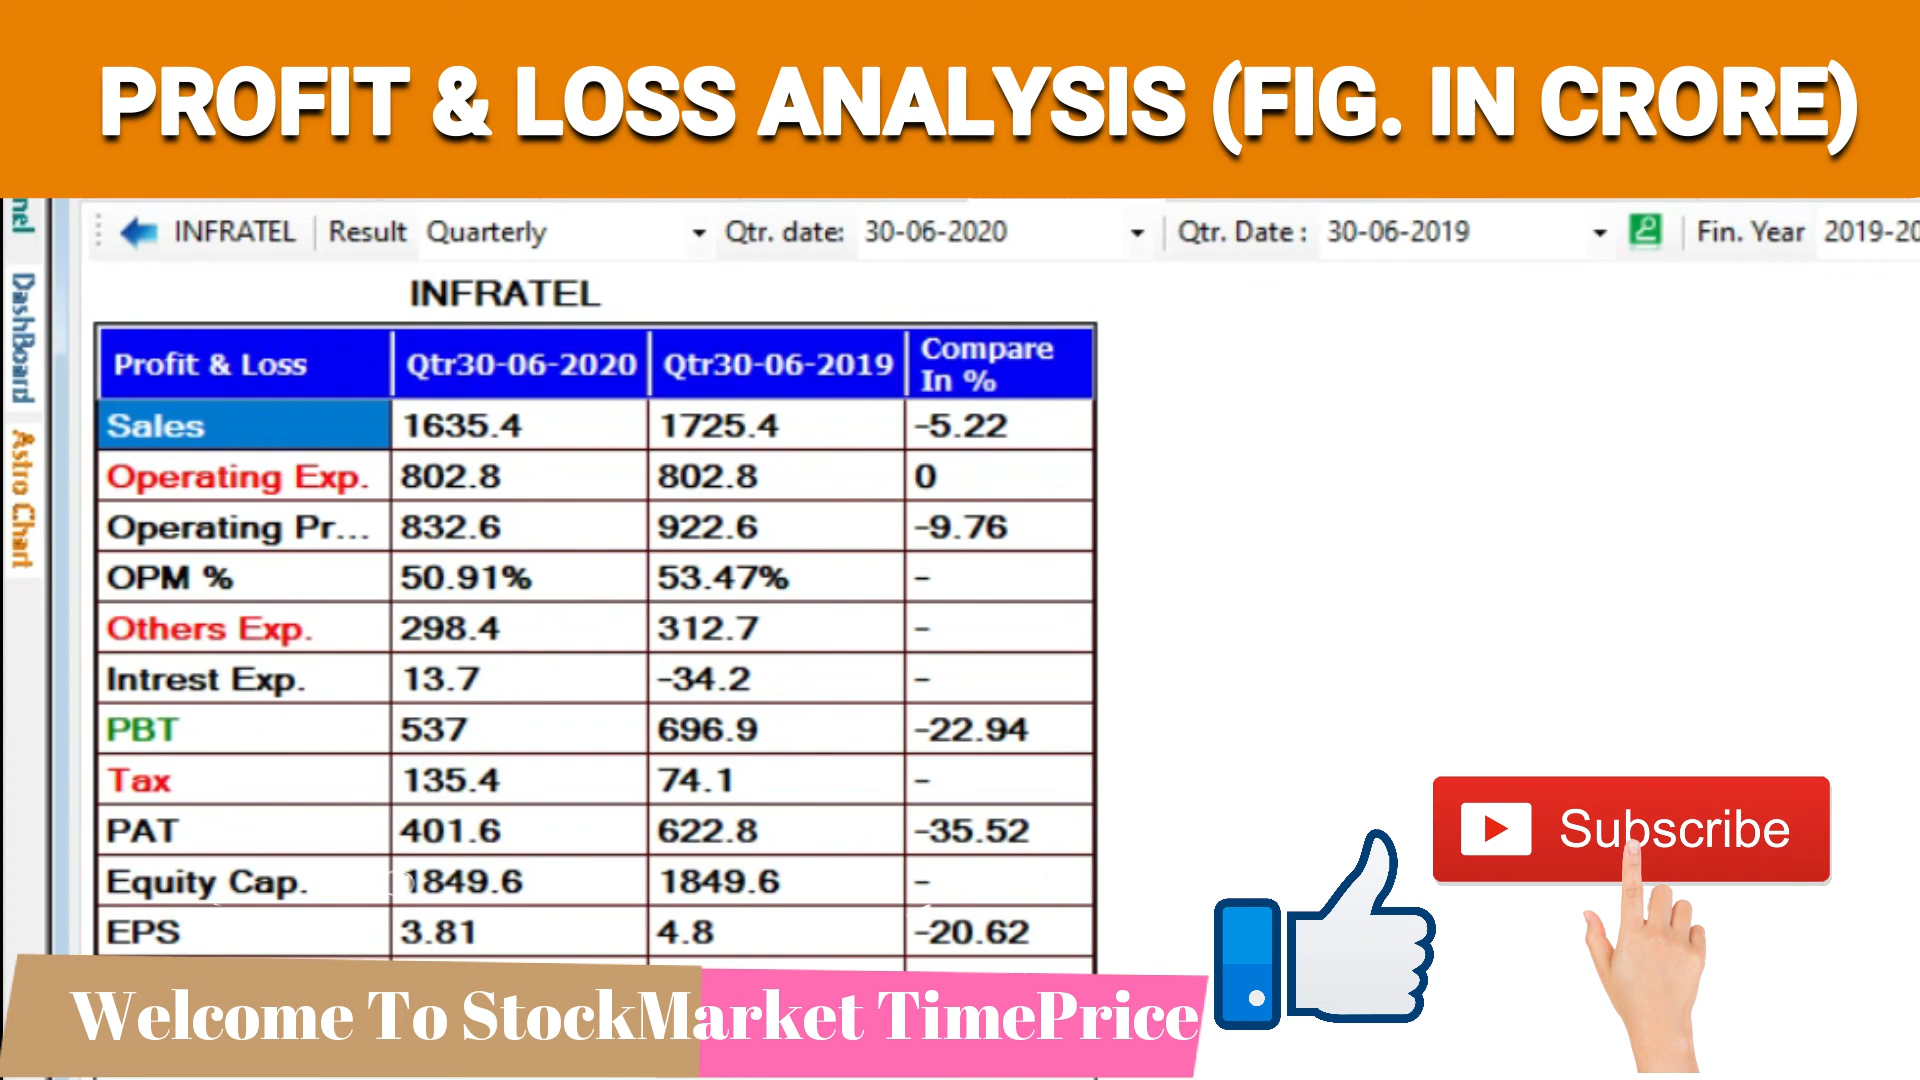 PROFIT & LOSS ANALYSIS (FIG. IN CRORE)
INFRATEL Result Quarterly Qtr. date: 30-06-2020 Qtr. Date : 30-06-2019 Fin. Year 2019-20
nel
DashBoard
Astro Chart
INFRATEL
Profit & Loss Qtr30-06-2020 Qtr30-06-2019 Compare In %
Sales 1635.4 1725.4 -5.22
Operating Exp. 802.8 802.8 0
Operating Pr... 832.6 922.6 -9.76
OPM % 50.91% 53.47% -
Others Exp. 298.4 312.7 -
Intrest Exp. 13.7 -34.2 -
PBT 537 696.9 -22.94
Tax 135.4 74.1 -
PAT 401.6 622.8 -35.52
Equity Cap. 1849.6 1849.6 -
EPS 3.81 4.8 -20.62
Subscribe
Welcome To StockMarket TimePrice